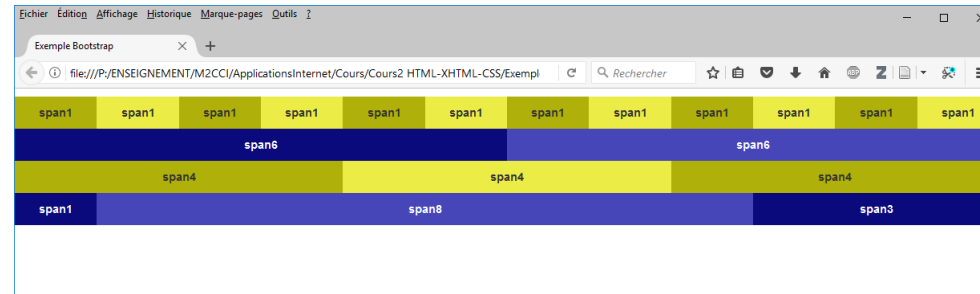 Fichier Édition Affichage Historique Marque-pages Outils ?
Exemple Bootstrap
file:///P:/ENSEIGNEMENT/M2CCI/ApplicationsInternet/Cours/Cours2 HTML-XHTML-CSS/Exempl
Rechercher
ABP Z
span1 span1 span1 span1 span1 span1 span1 span1 span1 span1 span1 span1
span6 span6
span4 span4 span4
span1 span8 span3